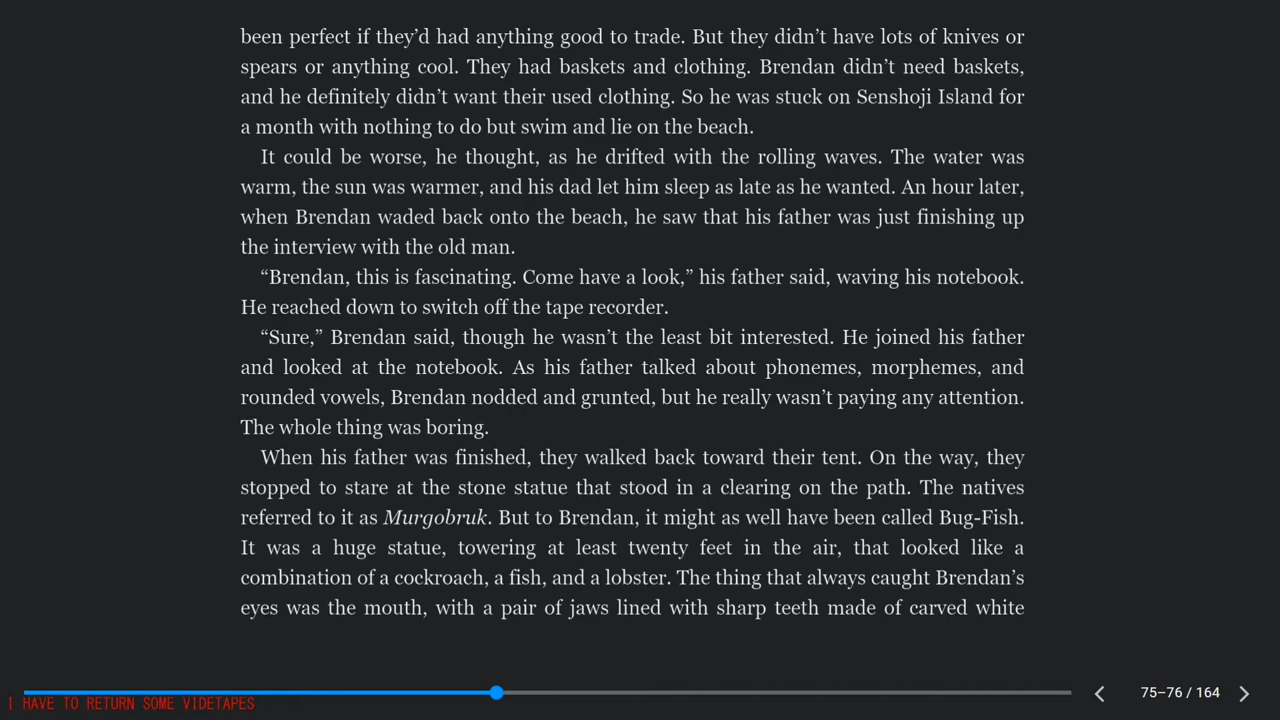 been perfect if they’d had anything good to trade. But they didn’t have lots of knives or
spears or anything cool. They had baskets and clothing. Brendan didn’t need baskets,
and he definitely didn’t want their used clothing. So he was stuck on Senshoji Island for
a month with nothing to do but swim and lie on the beach.
It could be worse, he thought, as he drifted with the rolling waves. The water was
warm, the sun was warmer, and his dad let him sleep as late as he wanted. An hour later,
when Brendan waded back onto the beach, he saw that his father was just finishing up
the interview with the old man.
“Brendan, this is fascinating. Come have a look,” his father said, waving his notebook.
He reached down to switch off the tape recorder.
“Sure,” Brendan said, though he wasn’t the least bit interested. He joined his father
and looked at the notebook. As his father talked about phonemes, morphemes, and
rounded vowels, Brendan nodded and grunted, but he really wasn’t paying any attention.
The whole thing was boring.
When his father was finished, they walked back toward their tent. On the way, they
stopped to stare at the stone statue that stood in a clearing on the path. The natives
referred to it as Murgobruk. But to Brendan, it might as well have been called Bug-Fish.
It was a huge statue, towering at least twenty feet in the air, that looked like a
combination of a cockroach, a fish, and a lobster. The thing that always caught Brendan’s
eyes was the mouth, with a pair of jaws lined with sharp teeth made of carved white
75–76 / 164
I HAVE TO RETURN SOME VIDETAPES